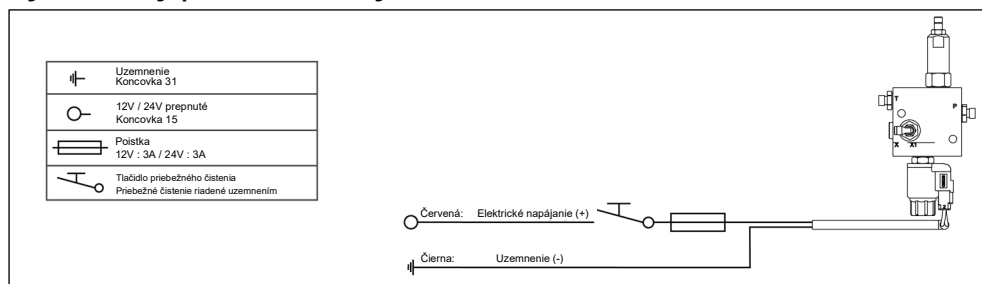 Uzemnenie
Koncovka 31
12V / 24V prepnuté
Koncovka 15
Poistka
12V : 3A / 24V : 3A
Tlačidlo priebežného čistenia
Priebežné čistenie riadené uzemnením
T
P
X X1
Červená: Elektrické napájanie (+)
Čierna: Uzemnenie (-)